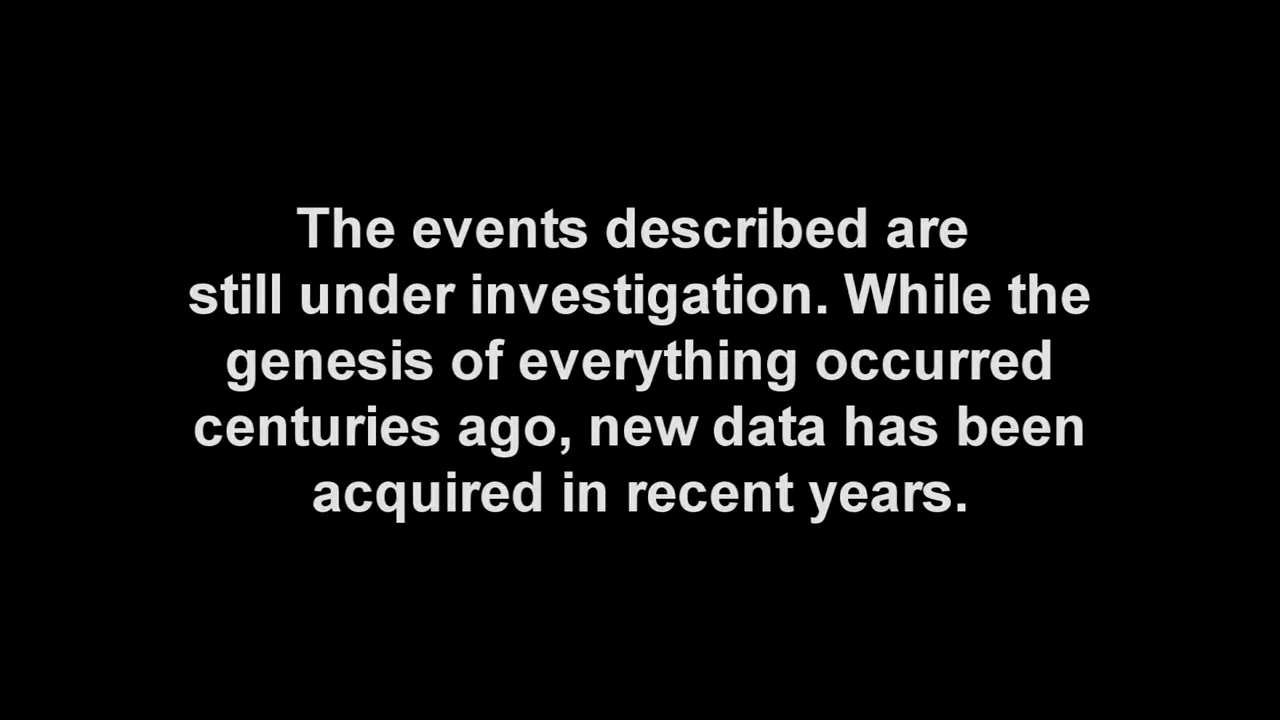 The events described are
still under investigation. While the
genesis of everything occurred
centuries ago, new data has been
acquired in recent years.